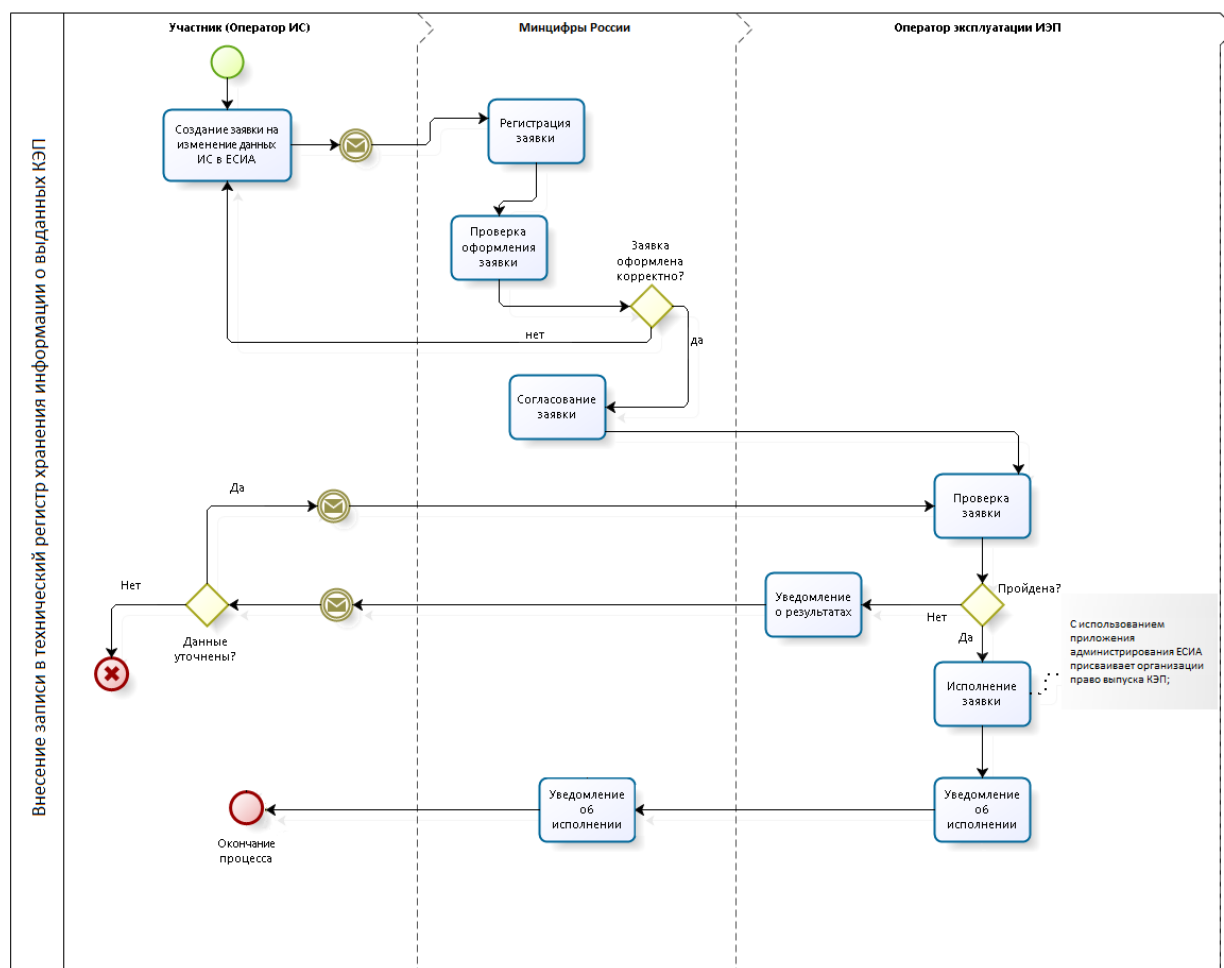 Внесение записи в технический регистр хранения информации о выданных КЭП
Участник (Оператор ИС)
Минцифры России
Оператор эксплуатации ИЭП
Создание заявки на
изменение данных
ИС в ЕСИА
Регистрация
заявки
Проверка
оформления
заявки
Заявка
оформлена
корректно?
нет
да
Согласование
заявки
Да
Проверка
заявки
Нет
Данные
уточнены?
Уведомление
о результатах
Пройдена?
Нет
Да
С использованием
приложения
администрирования ЕСИА
присваивает организации
право выпуска КЭП;
Исполнение
заявки
Уведомление
об
исполнении
Уведомление
об
исполнении
Окончание
процесса